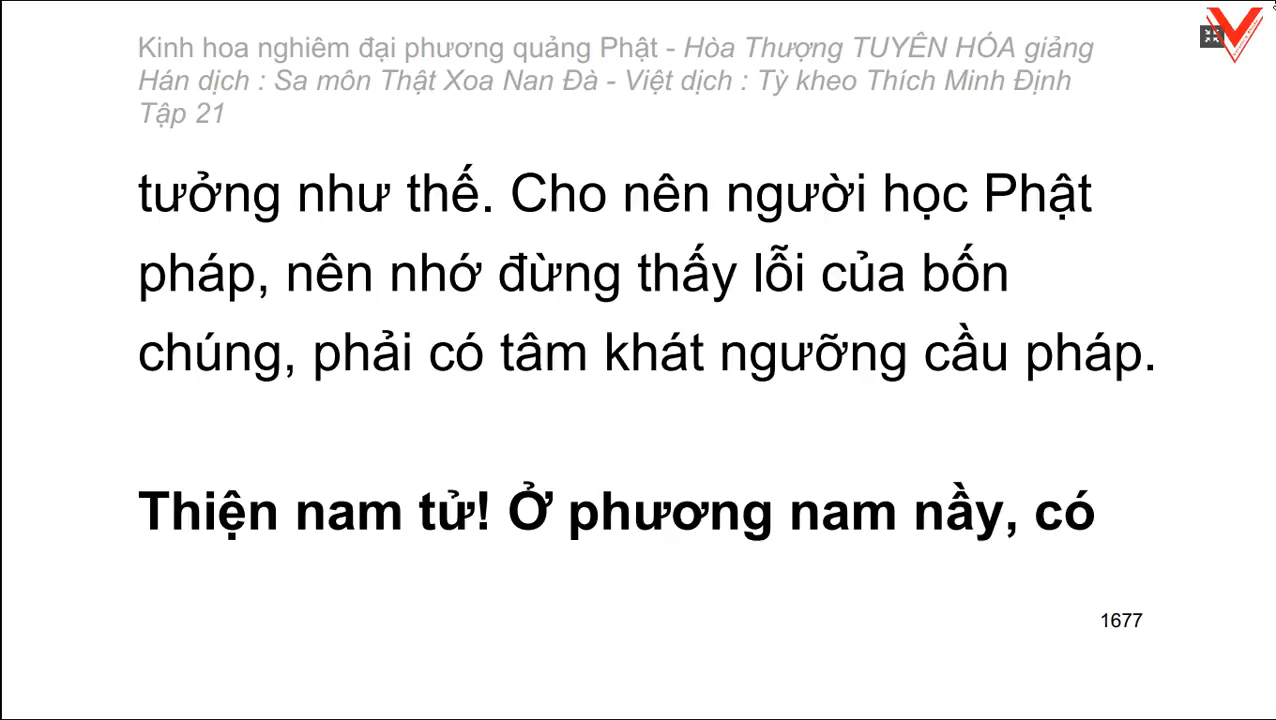 Kinh hoa nghiêm đại phương quảng Phật - Hòa Thượng TUYÊN HÓA giảng
Hán dịch : Sa môn Thật Xoa Nan Đà - Việt dịch : Tỳ kheo Thích Minh Định
Tập 21
tưởng như thế. Cho nên người học Phật
pháp, nên nhớ đừng thấy lỗi của bốn
chúng, phải có tâm khát ngưỡng cầu pháp.
Thiện nam tử! Ở phương nam nầy, có
1677